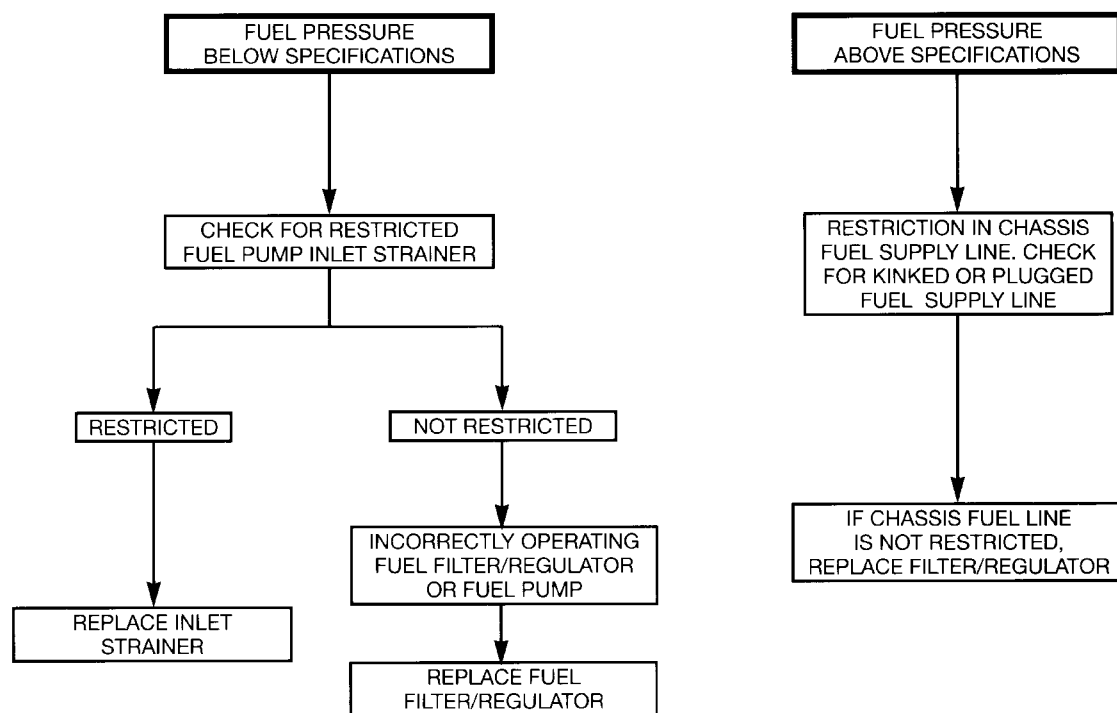 FUEL PRESSURE
BELOW SPECIFICATIONS
CHECK FOR RESTRICTED
FUEL PUMP INLET STRAINER
RESTRICTED
NOT RESTRICTED
INCORRECTLY OPERATING
FUEL FILTER/REGULATOR
OR FUEL PUMP
REPLACE INLET
STRAINER
REPLACE FUEL
FILTER/REGULATOR
FUEL PRESSURE
ABOVE SPECIFICATIONS
RESTRICTION IN CHASSIS
FUEL SUPPLY LINE. CHECK
FOR KINKED OR PLUGGED
FUEL SUPPLY LINE
IF CHASSIS FUEL LINE
IS NOT RESTRICTED,
REPLACE FILTER/REGULATOR